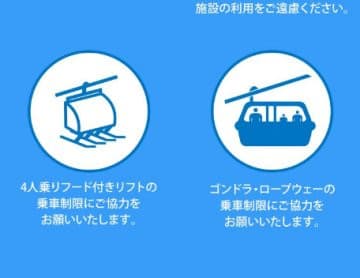 施設の利用をご遠慮ください。
4人乗りフード付きリフトの
乗車制限にご協力を
お願いいたします。
ゴンドラ・ロープウェーの
乗車制限にご協力を
お願いいたします。